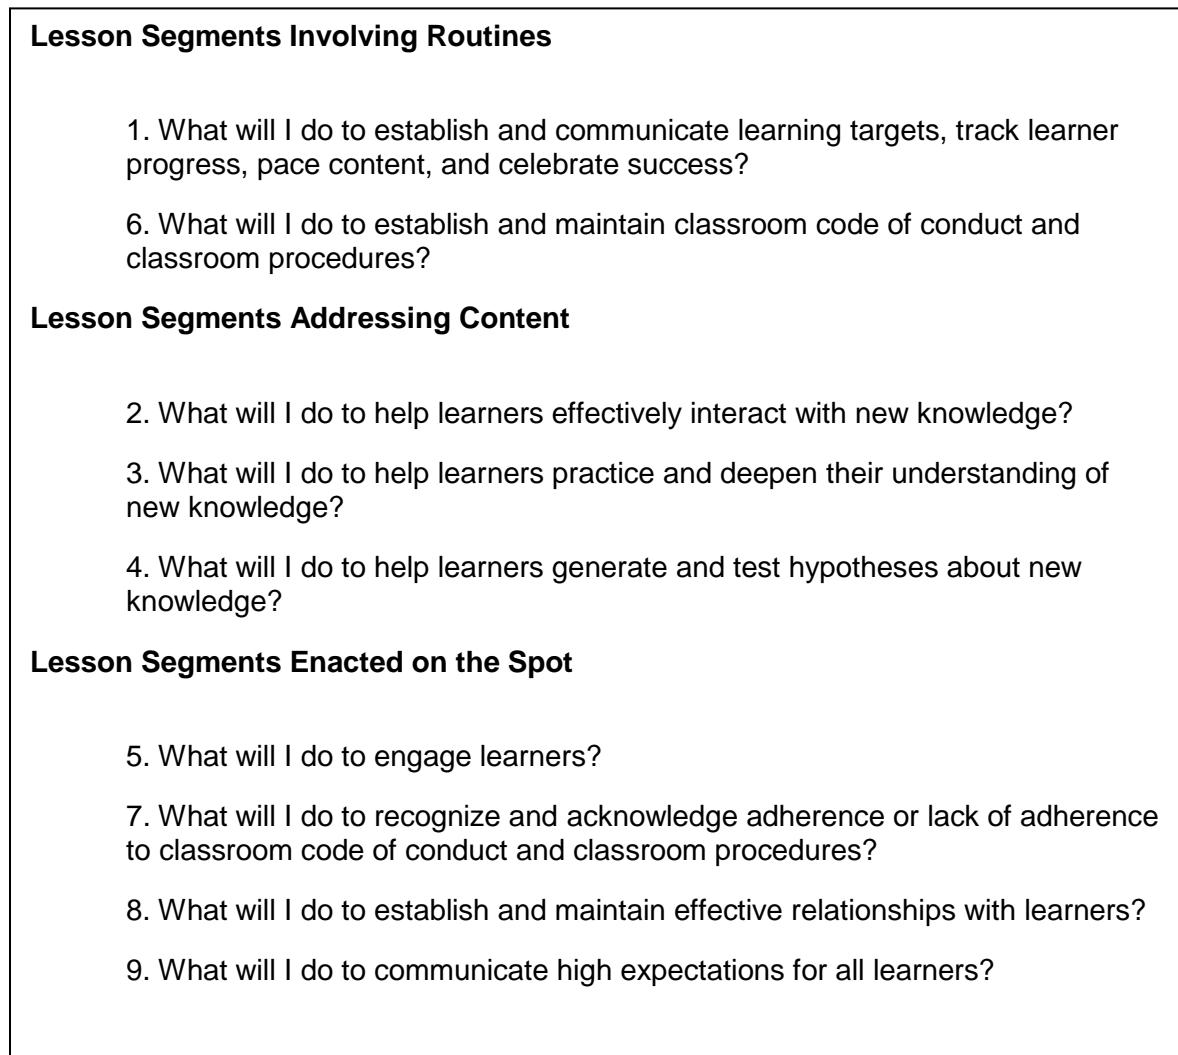 Lesson Segments Involving Routines
1. What will I do to establish and communicate learning targets, track learner
progress, pace content, and celebrate success?
6. What will I do to establish and maintain classroom code of conduct and
classroom procedures?
Lesson Segments Addressing Content
2. What will I do to help learners effectively interact with new knowledge?
3. What will I do to help learners practice and deepen their understanding of
new knowledge?
4. What will I do to help learners generate and test hypotheses about new
knowledge?
Lesson Segments Enacted on the Spot
5. What will I do to engage learners?
7. What will I do to recognize and acknowledge adherence or lack of adherence
to classroom code of conduct and classroom procedures?
8. What will I do to establish and maintain effective relationships with learners?
9. What will I do to communicate high expectations for all learners?